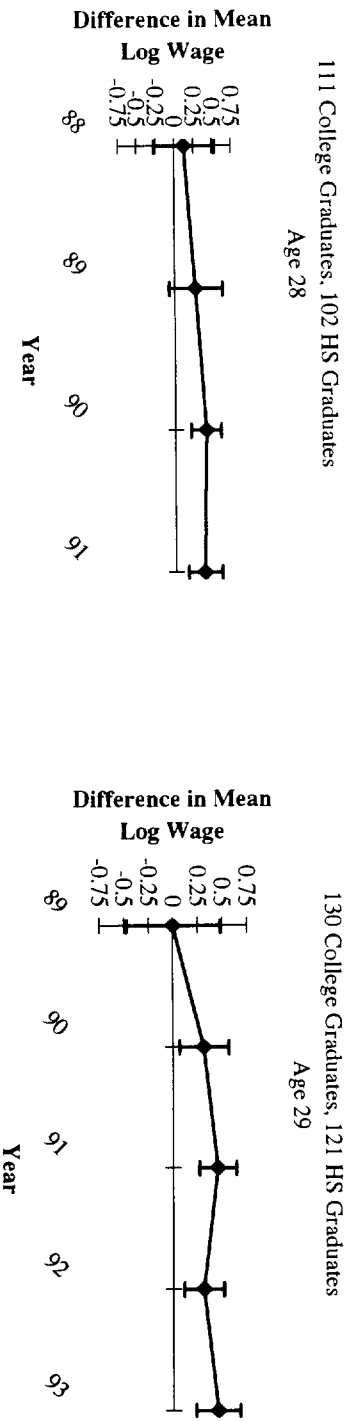 111 College Graduates, 102 HS Graduates
Age 28
Difference in Mean
Log Wage
0.75
0.5
0.25
0
-0.25
-0.5
-0.75
88
89
90
91
Year
130 College Graduates, 121 HS Graduates
Age 29
Difference in Mean
Log Wage
0.75
0.5
0.25
0
-0.25
-0.5
-0.75
89
90
91
92
93
Year